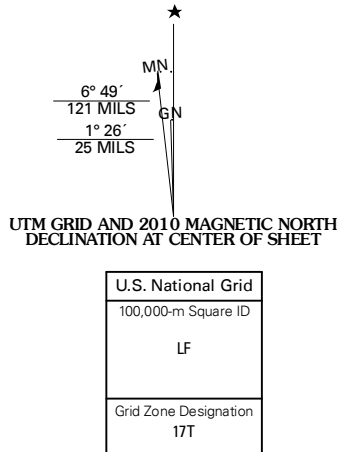 MN
6° 49´
121 MILS
GN
1° 26´
25 MILS
UTM GRID AND 2010 MAGNETIC NORTH
DECLINATION AT CENTER OF SHEET
U.S. National Grid
100,000-m Square ID
LF
Grid Zone Designation
17T